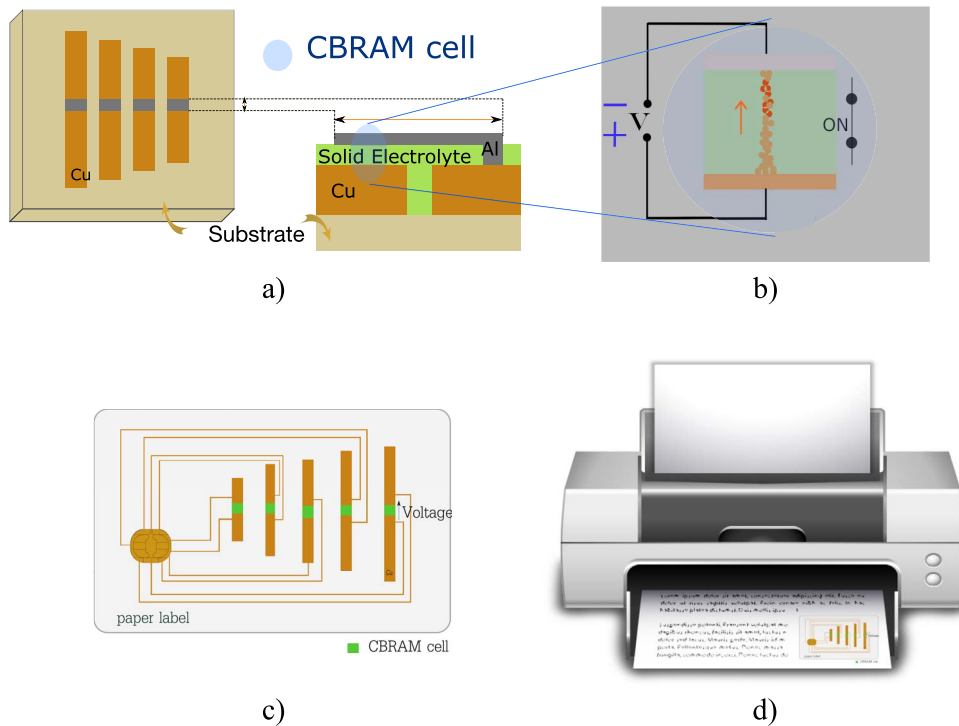 CBRAM cell
Cu
Substrate
Solid Electrolyte
Al
Cu
a)
V
ON
b)
Voltage
Cu
paper label
CBRAM cell
c)
d)